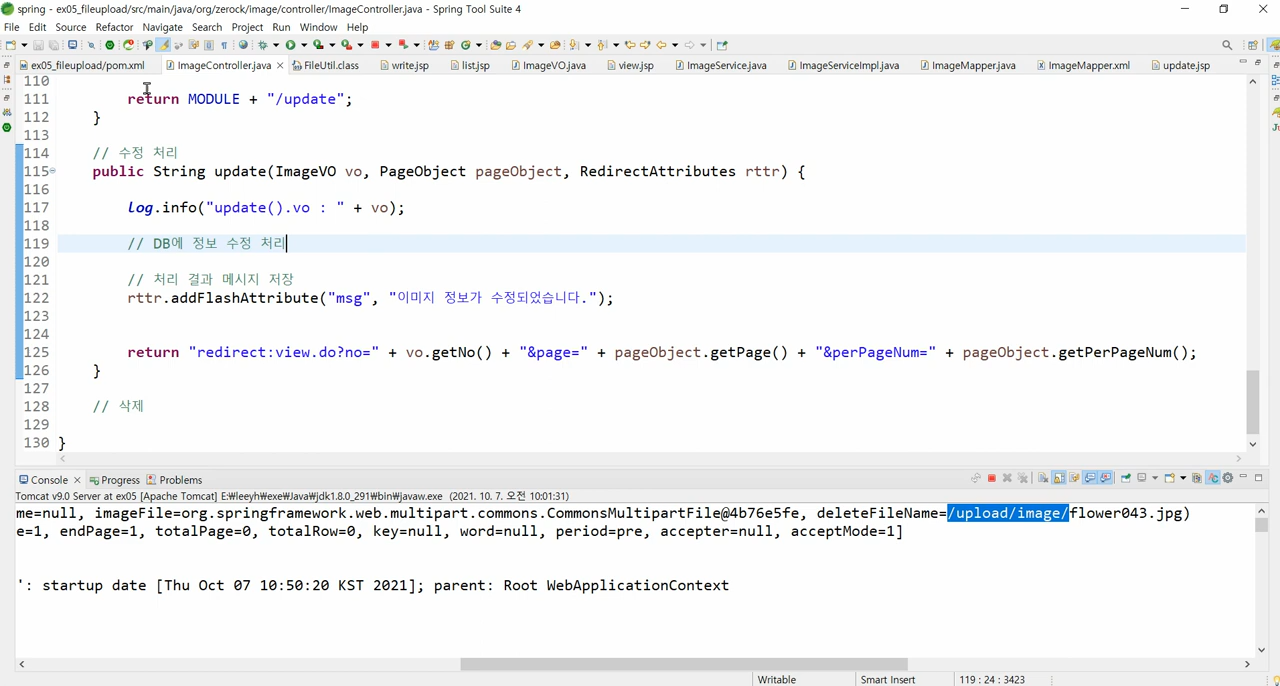 spring - ex05_fileupload/src/main/java/org/zerock/image/controller/ImageController.java - Spring Tool Suite 4
File Edit Source Refactor Navigate Search Project Run Window Help
ex05_fileupload/pom.xml ImageController.java FileUtil.class write.jsp list.jsp ImageVO.java view.jsp ImageService.java ImageServiceImpl.java ImageMapper.java ImageMapper.xml update.jsp
110
111 return MODULE + "/update";
112 }
113
114 // 수정 처리
115 public String update(ImageVO vo, PageObject pageObject, RedirectAttributes rttr) {
116
117 log.info("update().vo : " + vo);
118
119 // DB에 정보 수정 처리
120
121 // 처리 결과 메시지 저장
122 rttr.addFlashAttribute("msg", "이미지 정보가 수정되었습니다.");
123
124
125 return "redirect:view.do?no=" + vo.getNo() + "&page=" + pageObject.getPage() + "&perPageNum=" + pageObject.getPerPageNum();
126 }
127
128 // 삭제
129
130 }
Console Progress Problems
Tomcat v9.0 Server at ex05 [Apache Tomcat] E:₩leeyh₩exe₩Java₩jdk1.8.0_291₩bin₩javaw.exe (2021. 10. 7. 오전 10:01:31)
me=null, imageFile=org.springframework.web.multipart.commons.CommonsMultipartFile@4b76e5fe, deleteFileName=/upload/image/flower043.jpg)
e=1, endPage=1, totalPage=0, totalRow=0, key=null, word=null, period=pre, accepter=null, acceptMode=1]
': startup date [Thu Oct 07 10:50:20 KST 2021]; parent: Root WebApplicationContext
Writable Smart Insert 119 : 24 : 3423